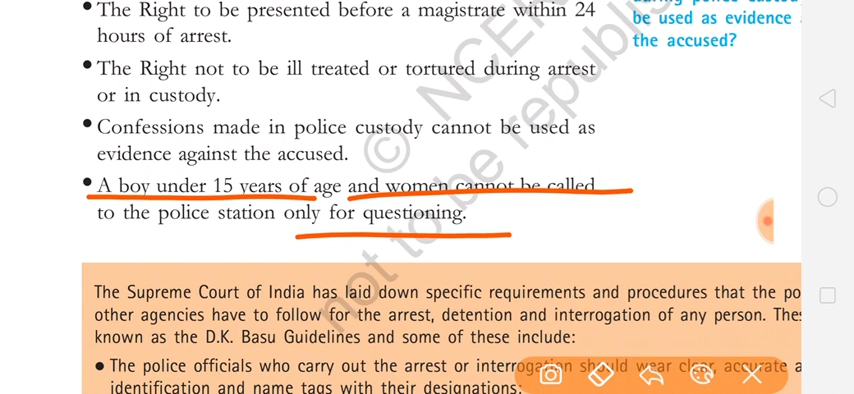 • The Right to be presented before a magistrate within 24
hours of arrest.
• The Right not to be ill treated or tortured during arrest
or in custody.
• Confessions made in police custody cannot be used as
evidence against the accused.
• A boy under 15 years of age and women cannot be called
to the police station only for questioning.
be used as evidence
the accused?
© NCER
not to be republis
The Supreme Court of India has laid down specific requirements and procedures that the po
other agencies have to follow for the arrest, detention and interrogation of any person. Thes
known as the D.K. Basu Guidelines and some of these include:
• The police officials who carry out the arrest or interrogation should wear clear, accurate a
identification and name tags with their designations;